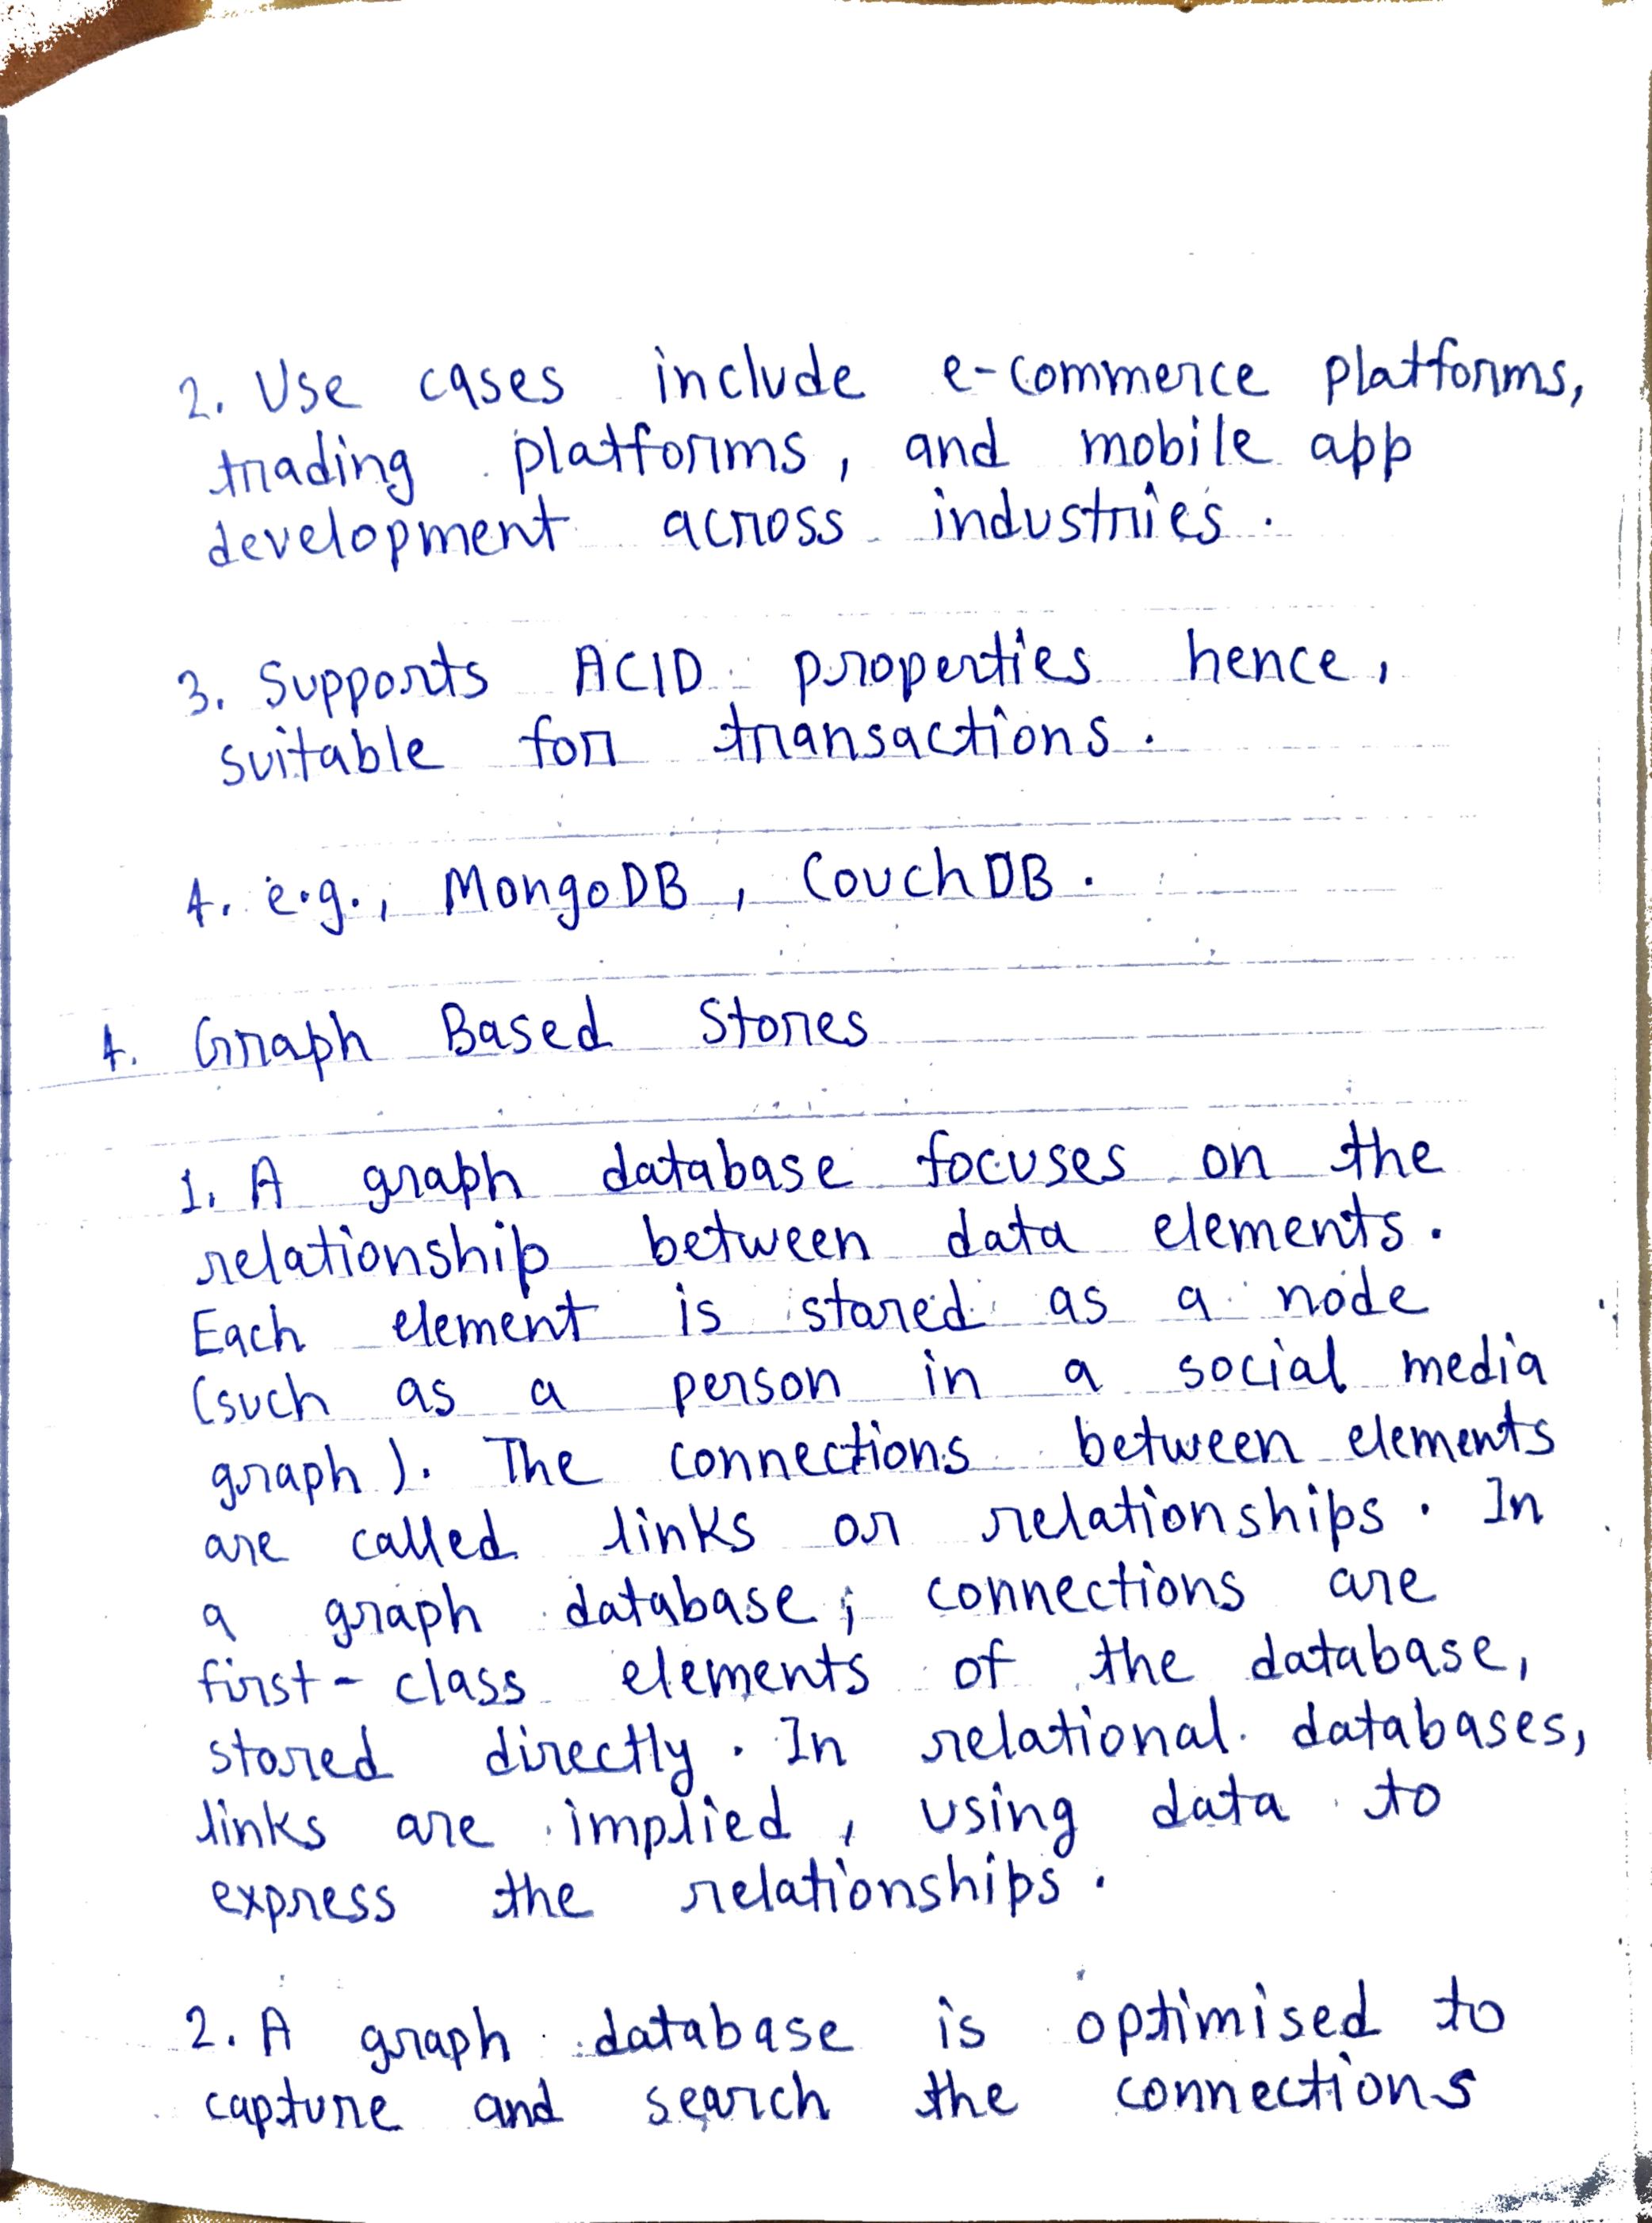 2. Use cases include e-commerce platforms,
trading platforms, and mobile app
development across industries.
3. Supports ACID properties hence,
suitable for transactions.
4. e.g., MongoDB, CouchDB.
4. Graph Based Stores
1. A graph database focuses on the
relationship between data elements.
Each element is stored as a node
(such as a person in a social media
graph). The connections between elements
are called links or relationships. In
a graph database, connections are
first-class elements of the database,
stored directly. In relational databases,
links are implied, using data to
express the relationships.
2. A graph database is optimised to
capture and search the connections